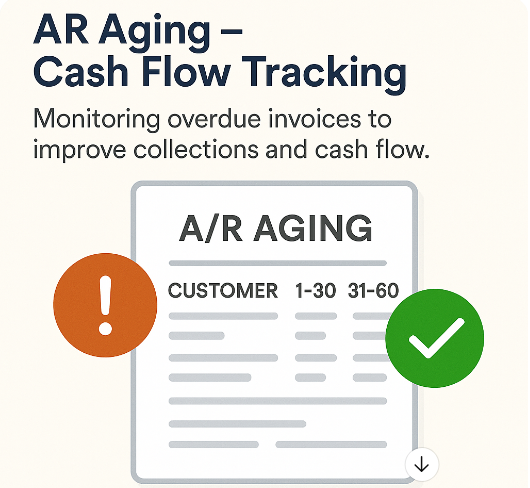 AR Aging –
Cash Flow Tracking
Monitoring overdue invoices to
improve collections and cash flow.
A/R AGING
CUSTOMER 1-30 31-60